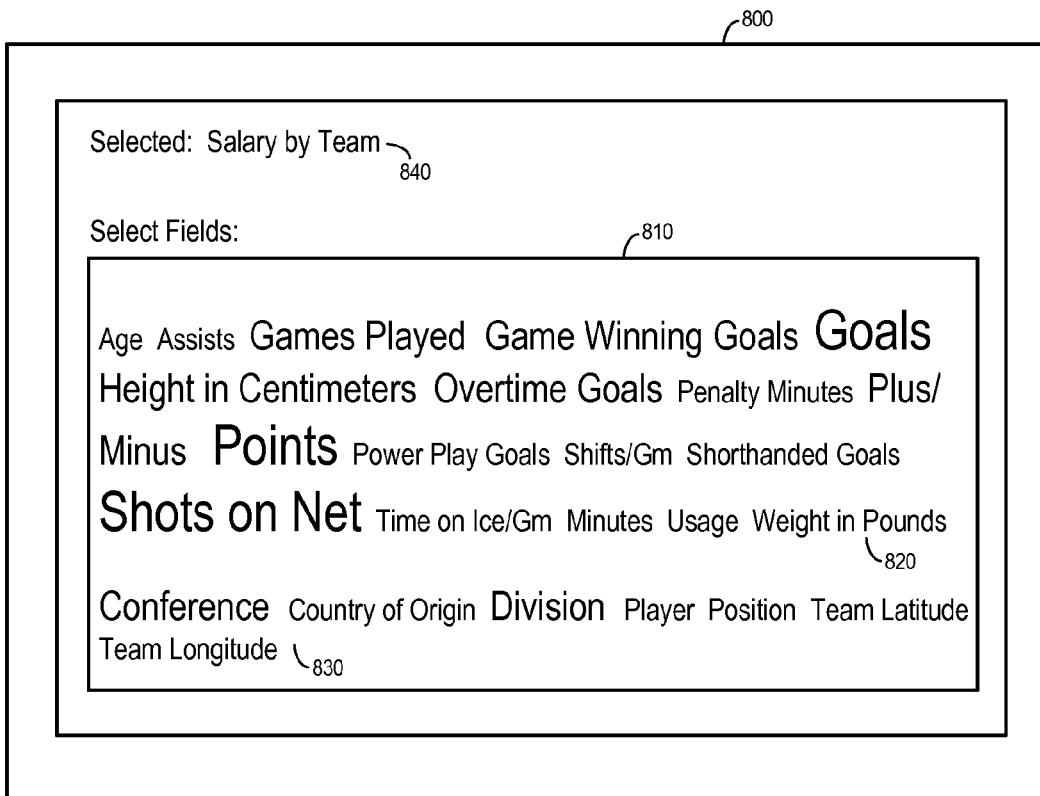 800
Selected: Salary by Team
840
Select Fields:
810
Age Assists Games Played Game Winning Goals Goals
Height in Centimeters Overtime Goals Penalty Minutes Plus/
Minus Points Power Play Goals Shifts/Gm Shorthanded Goals
Shots on Net Time on Ice/Gm Minutes Usage Weight in Pounds
820
Conference Country of Origin Division Player Position Team Latitude
Team Longitude
830